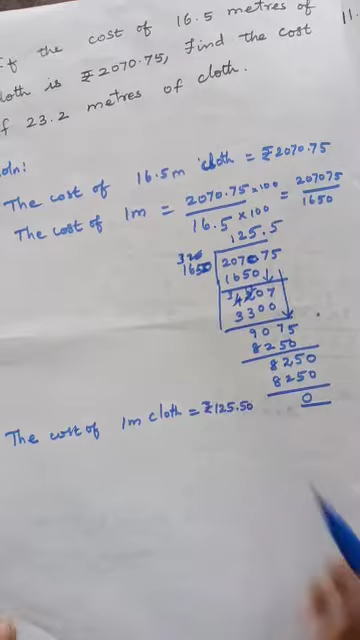 If the cost of 16.5 metres of
cloth is ₹2070.75, Find the cost
of 23.2 metres of cloth.
11.
Soln:
The cost of 16.5m cloth = ₹2070.75
The cost of 1m = 2070.75×100 / 16.5×100 = 207075 / 1650
125.5
1650 207075
1650
4207
3300
9075
8250
8250
8250
0
The cost of 1m cloth = ₹125.50